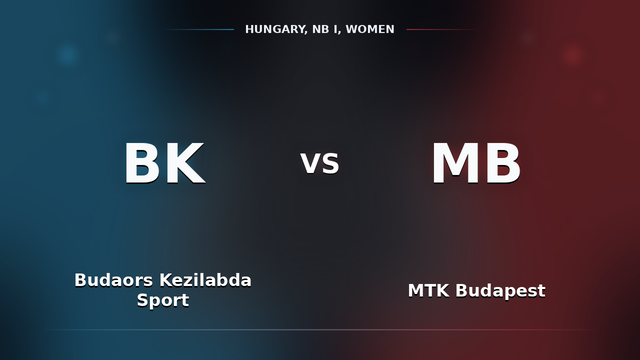 HUNGARY, NB I, WOMEN
BK
VS
MB
Budaors Kezilabda
Sport
MTK Budapest